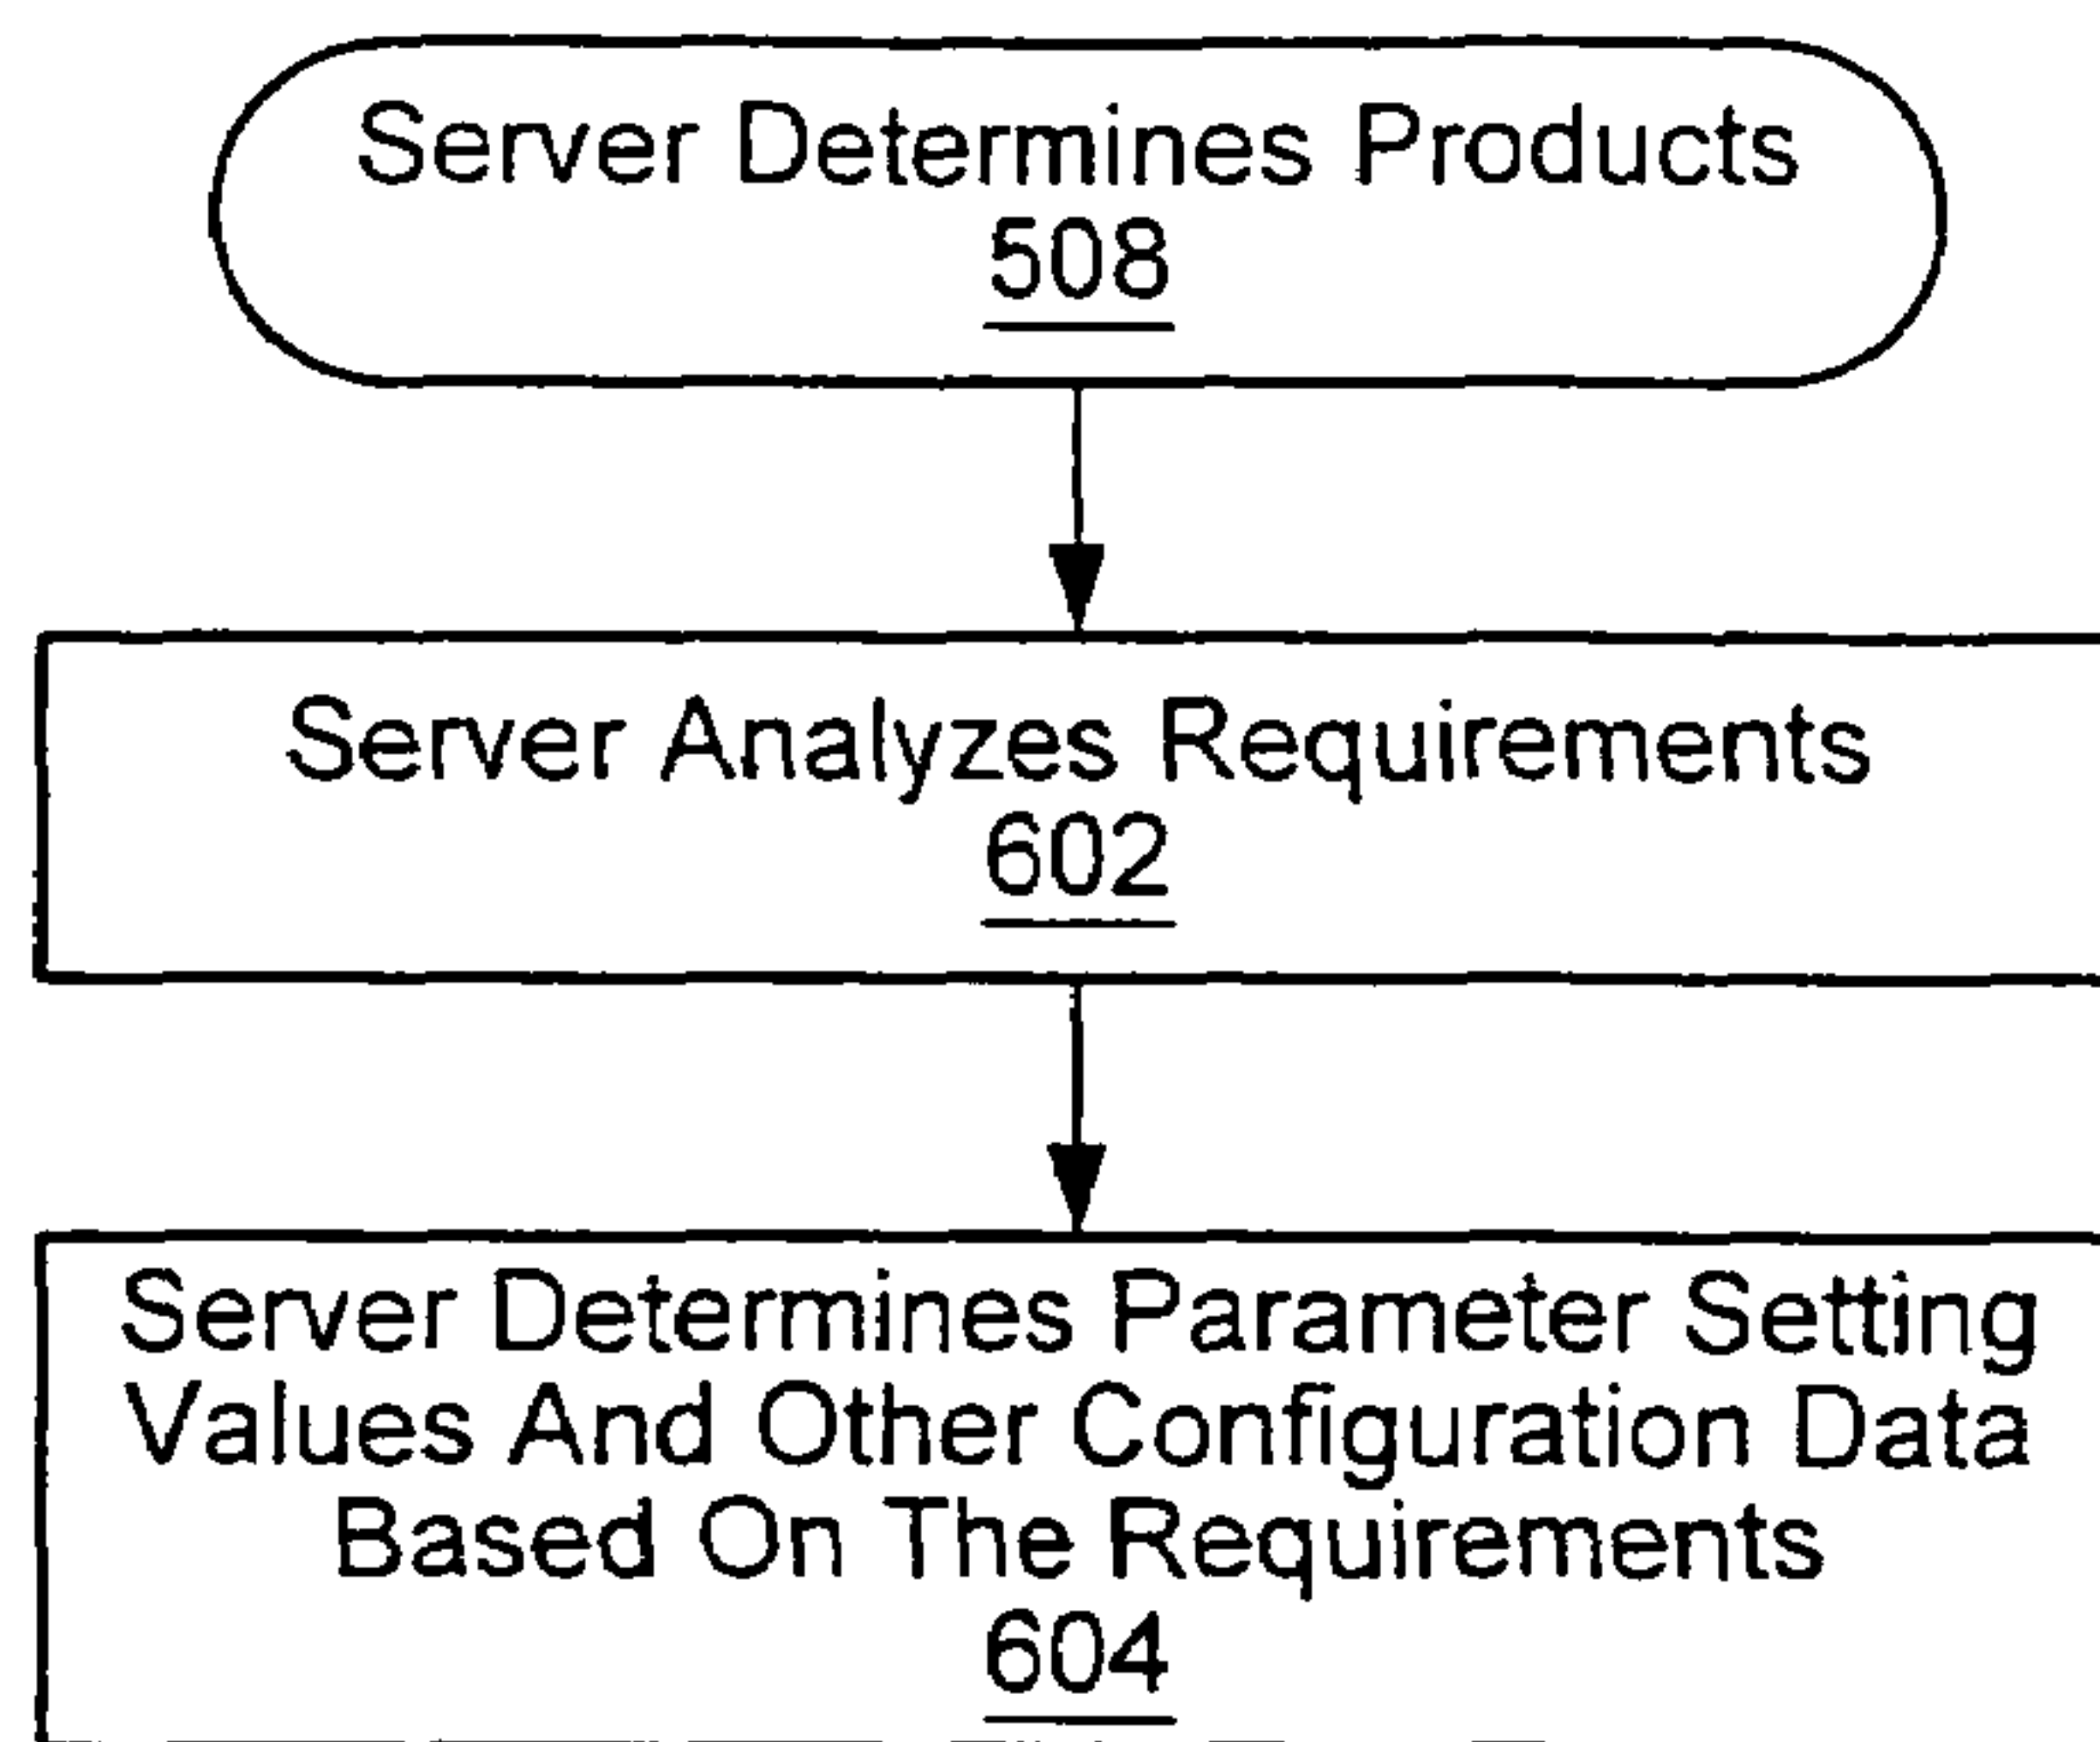 Server Determines Products
508
Server Analyzes Requirements
602
Server Determines Parameter Setting
Values And Other Configuration Data
Based On The Requirements
604